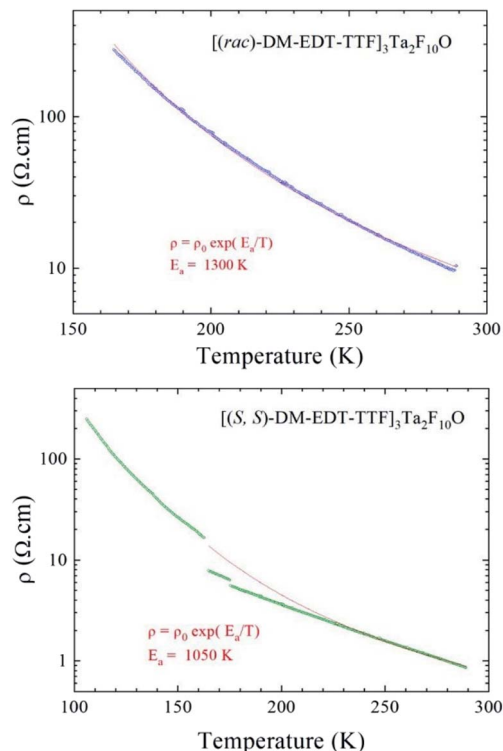 [(rac)-DM-EDT-TTF]₃Ta₂F₁₀O
100
10
ρ (Ω.cm)
ρ = ρ₀ exp( Eₐ/T)
Eₐ = 1300 K
150 200 250 300
Temperature (K)
[(S, S)-DM-EDT-TTF]₃Ta₂F₁₀O
100
10
1
ρ (Ω.cm)
ρ = ρ₀ exp( Eₐ/T)
Eₐ = 1050 K
100 150 200 250 300
Temperature (K)